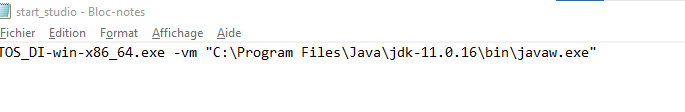 start_studio - Bloc-notes
Fichier Edition Format Affichage Aide
TOS_DI-win-x86_64.exe -vm "C:\Program Files\Java\jdk-11.0.16\bin\javaw.exe"